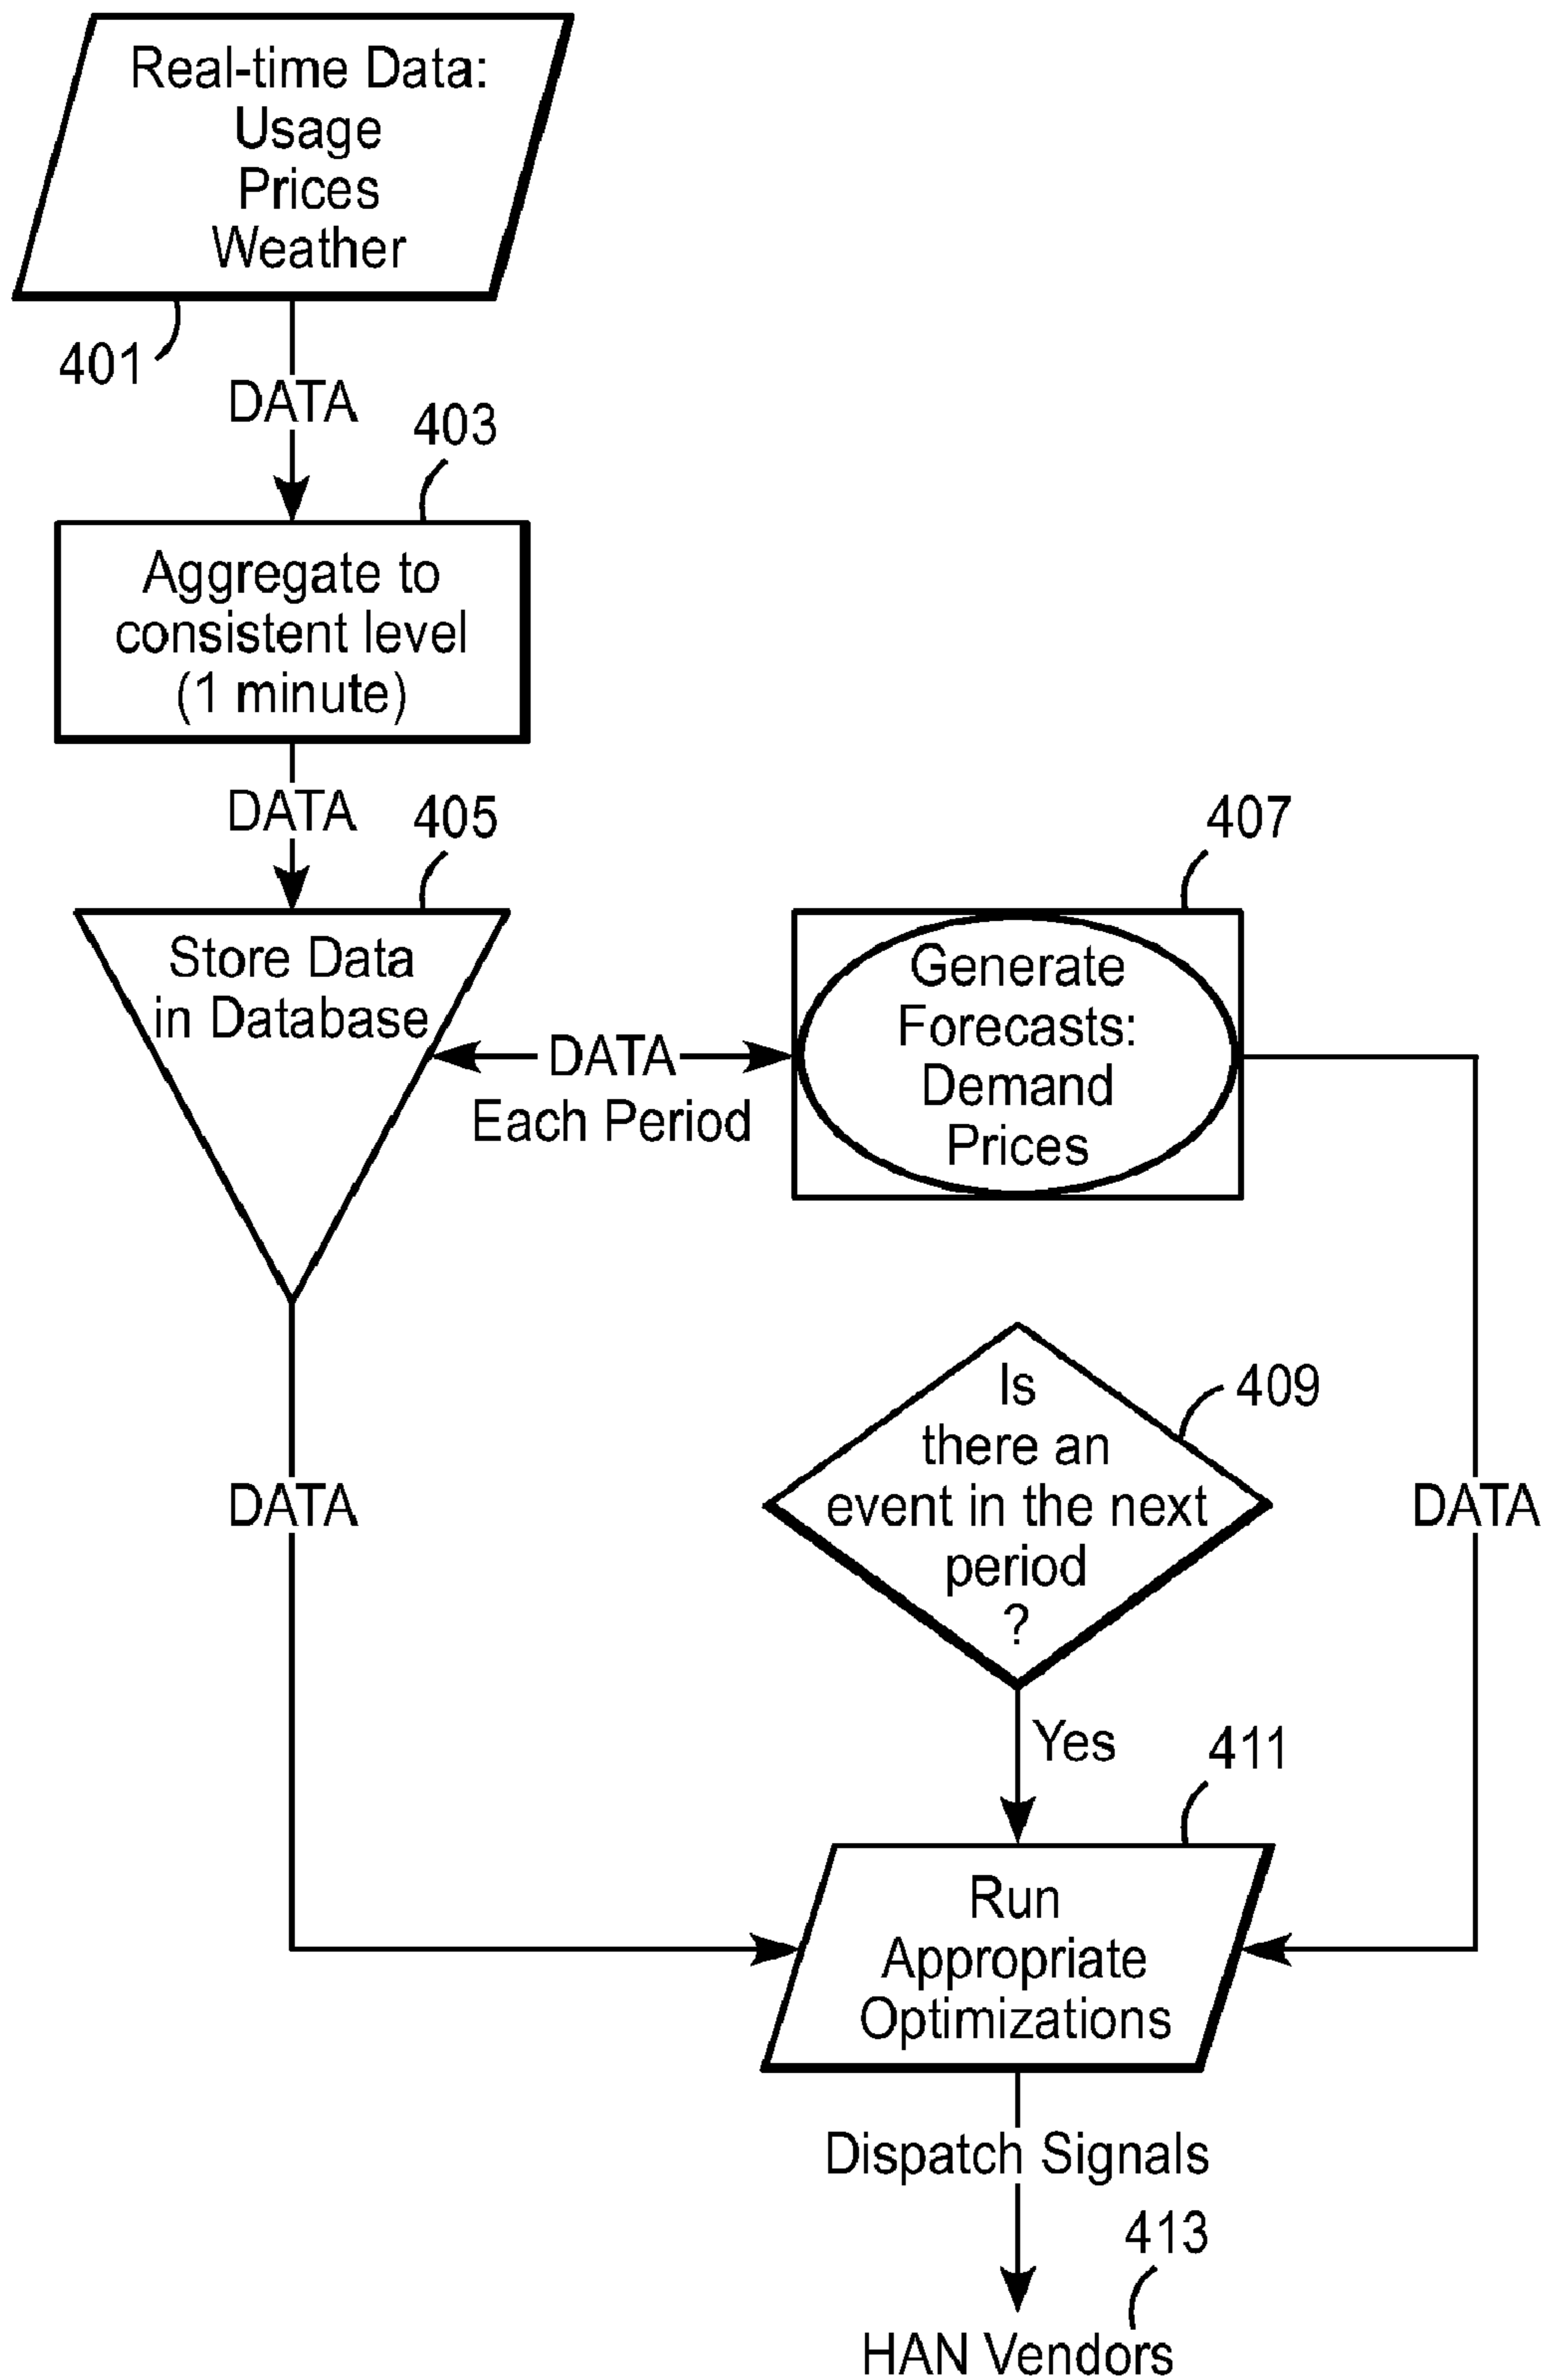 Real-time Data:
Usage
Prices
Weather
401
DATA
403
Aggregate to
consistent level
(1 minute)
DATA
405
407
Store Data
in Database
Generate
Forecasts:
Demand
Prices
DATA
Each Period
Is
there an
event in the next
period
?
409
DATA
DATA
Yes
411
Run
Appropriate
Optimizations
Dispatch Signals
413
HAN Vendors